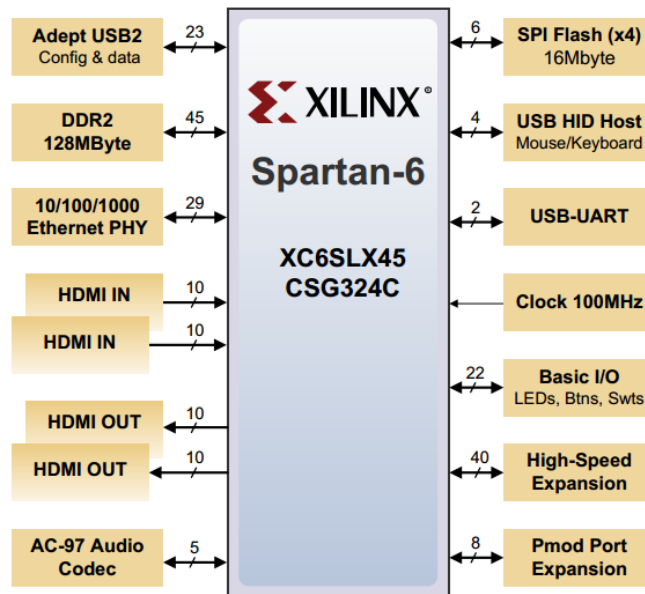 Adept USB2
Config & data
23
DDR2
128MByte
45
10/100/1000
Ethernet PHY
29
HDMI IN
10
HDMI IN
10
HDMI OUT
10
HDMI OUT
10
AC-97 Audio
Codec
5
XILINX®
Spartan-6
XC6SLX45
CSG324C
6
SPI Flash (x4)
16Mbyte
4
USB HID Host
Mouse/Keyboard
2
USB-UART
Clock 100MHz
22
Basic I/O
LEDs, Btns, Swts
40
High-Speed
Expansion
8
Pmod Port
Expansion